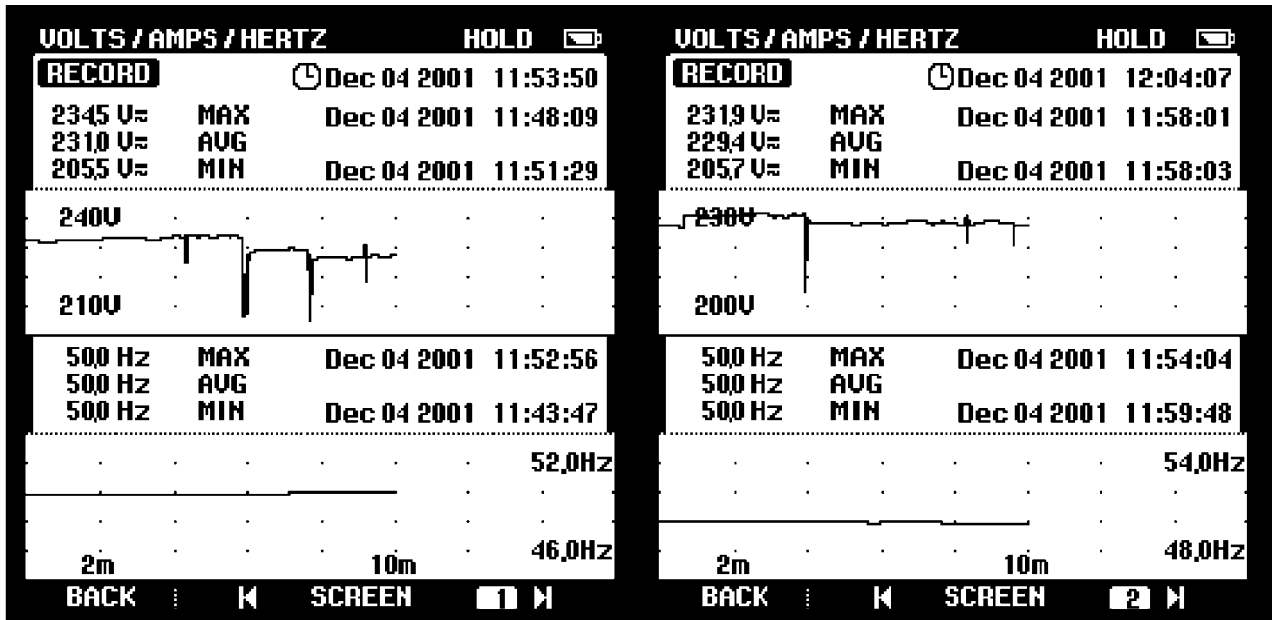 VOLTS/AMPS/HERTZ HOLD
RECORD Dec 04 2001 11:53:50
234,5 V MAX Dec 04 2001 11:48:09
231,0 V AVG
205,5 V MIN Dec 04 2001 11:51:29
240V
210V
50,0 Hz MAX Dec 04 2001 11:52:56
50,0 Hz AVG
50,0 Hz MIN Dec 04 2001 11:43:47
52,0Hz
46,0Hz
2m 10m
BACK SCREEN 1
VOLTS/AMPS/HERTZ HOLD
RECORD Dec 04 2001 12:04:07
231,9 V MAX Dec 04 2001 11:58:01
229,4 V AVG
205,7 V MIN Dec 04 2001 11:58:03
230V
200V
50,0 Hz MAX Dec 04 2001 11:54:04
50,0 Hz AVG
50,0 Hz MIN Dec 04 2001 11:59:48
54,0Hz
48,0Hz
2m 10m
BACK SCREEN 2